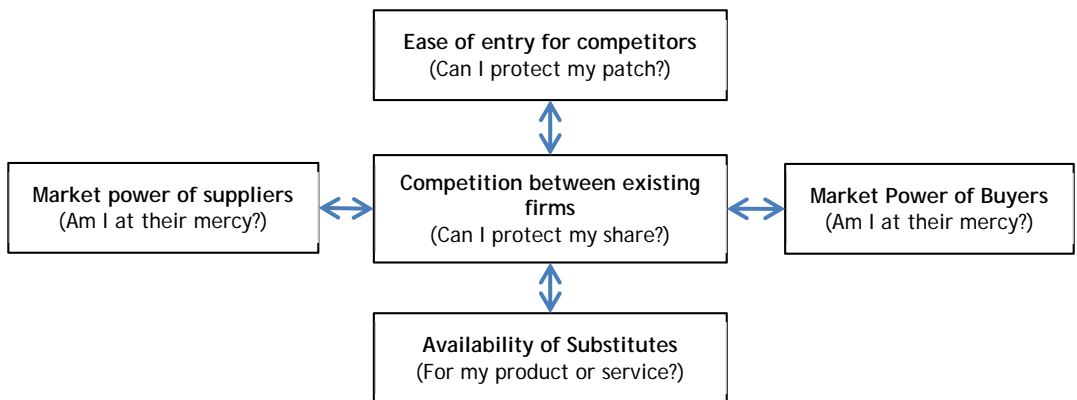 Ease of entry for competitors
(Can I protect my patch?)
Market power of suppliers
(Am I at their mercy?)
Competition between existing
firms
(Can I protect my share?)
Market Power of Buyers
(Am I at their mercy?)
Availability of Substitutes
(For my product or service?)